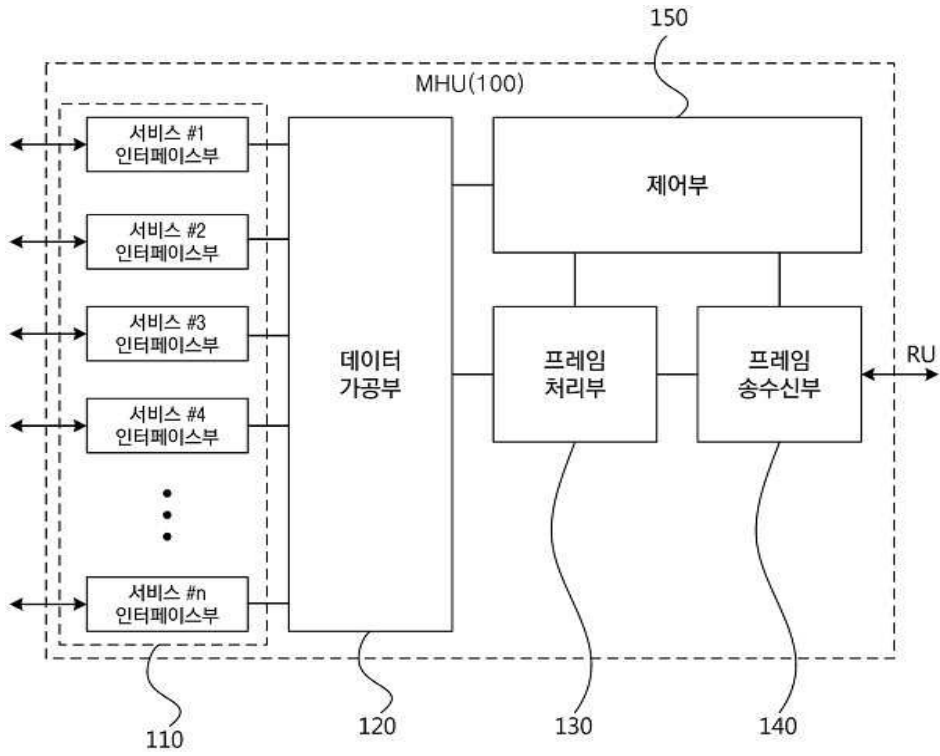 150
MHU(100)
서비스 #1
인터페이스부
서비스 #2
인터페이스부
서비스 #3
인터페이스부
서비스 #4
인터페이스부
서비스 #n
인터페이스부
데이터
가공부
제어부
프레임
처리부
프레임
송수신부
RU
110
120
130
140